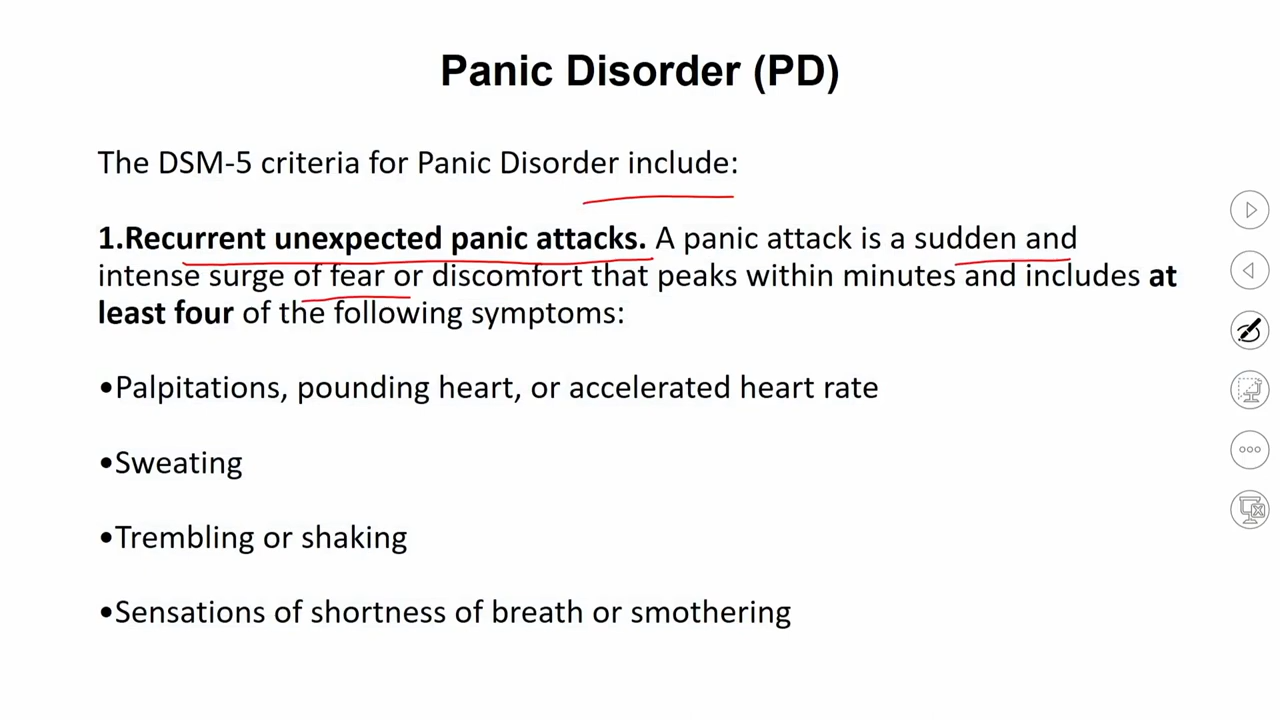 Panic Disorder (PD)
The DSM-5 criteria for Panic Disorder include:
1.Recurrent unexpected panic attacks. A panic attack is a sudden and
intense surge of fear or discomfort that peaks within minutes and includes at
least four of the following symptoms:
•Palpitations, pounding heart, or accelerated heart rate
•Sweating
•Trembling or shaking
•Sensations of shortness of breath or smothering